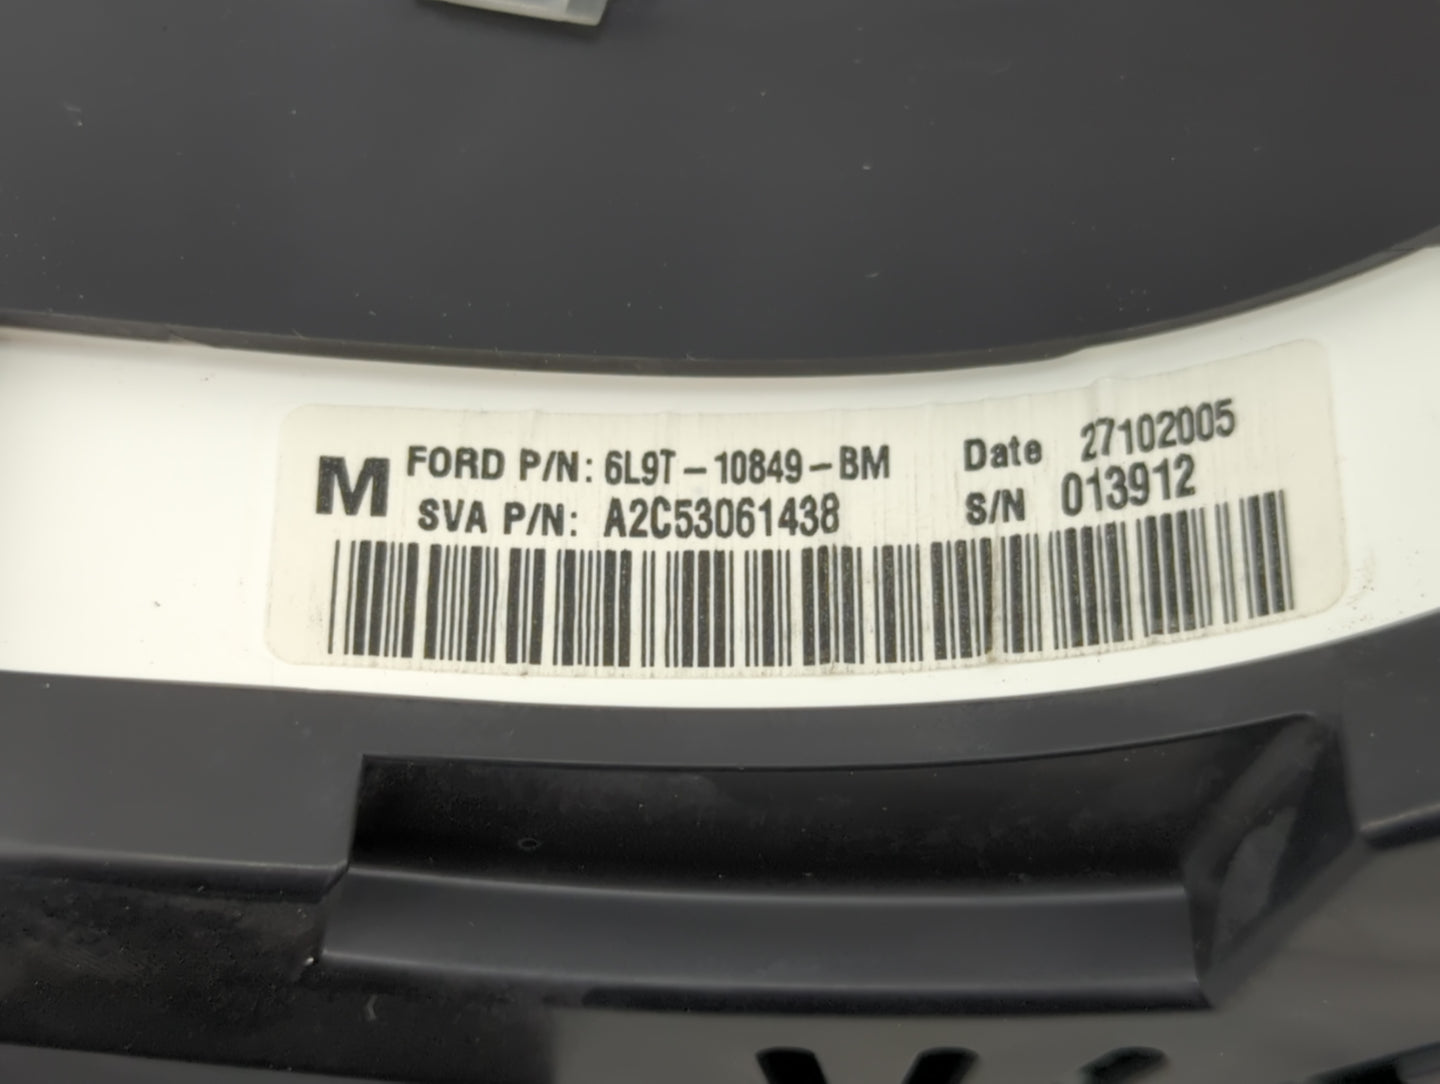 M
FORD P/N: 6L9T-10849-BM Date 27102005
SVA P/N: A2C53061438 S/N 013912